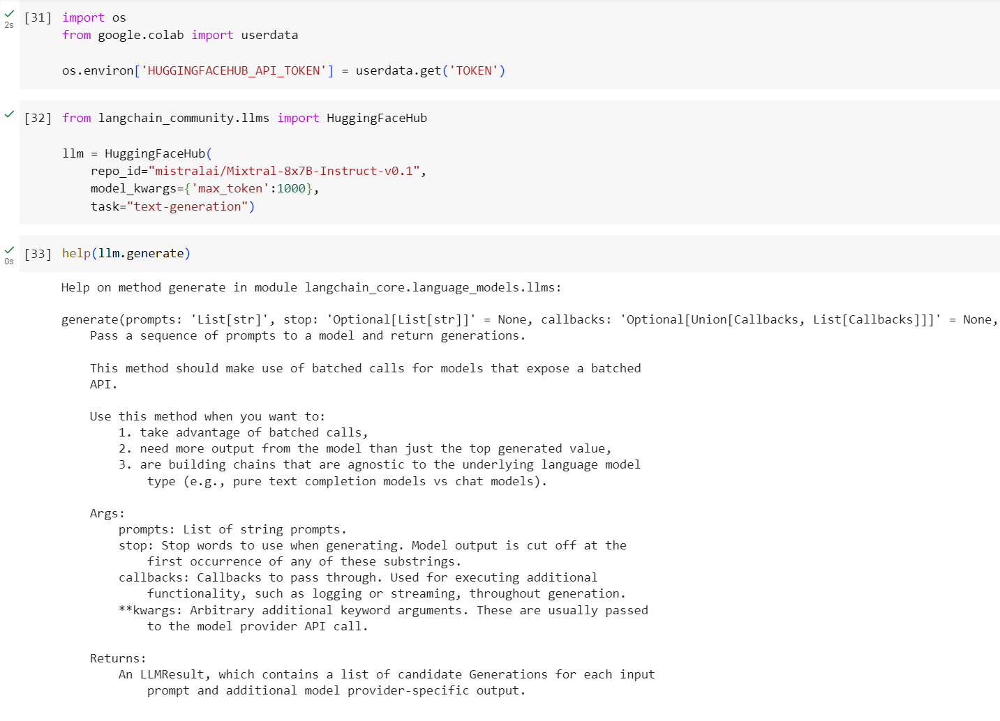 [31] import os
2s
from google.colab import userdata
os.environ['HUGGINGFACEHUB_API_TOKEN'] = userdata.get('TOKEN')
[32] from langchain_community.llms import HuggingFaceHub
llm = HuggingFaceHub(
repo_id="mistralai/Mixtral-8x7B-Instruct-v0.1",
model_kwargs={'max_token':1000},
task="text-generation")
[33] help(llm.generate)
0s
Help on method generate in module langchain_core.language_models.llms:
generate(prompts: 'List[str]', stop: 'Optional[List[str]]' = None, callbacks: 'Optional[Union[Callbacks, List[Callbacks]]]' = None,
Pass a sequence of prompts to a model and return generations.
This method should make use of batched calls for models that expose a batched
API.
Use this method when you want to:
1. take advantage of batched calls,
2. need more output from the model than just the top generated value,
3. are building chains that are agnostic to the underlying language model
type (e.g., pure text completion models vs chat models).
Args:
prompts: List of string prompts.
stop: Stop words to use when generating. Model output is cut off at the
first occurrence of any of these substrings.
callbacks: Callbacks to pass through. Used for executing additional
functionality, such as logging or streaming, throughout generation.
**kwargs: Arbitrary additional keyword arguments. These are usually passed
to the model provider API call.
Returns:
An LLMResult, which contains a list of candidate Generations for each input
prompt and additional model provider-specific output.